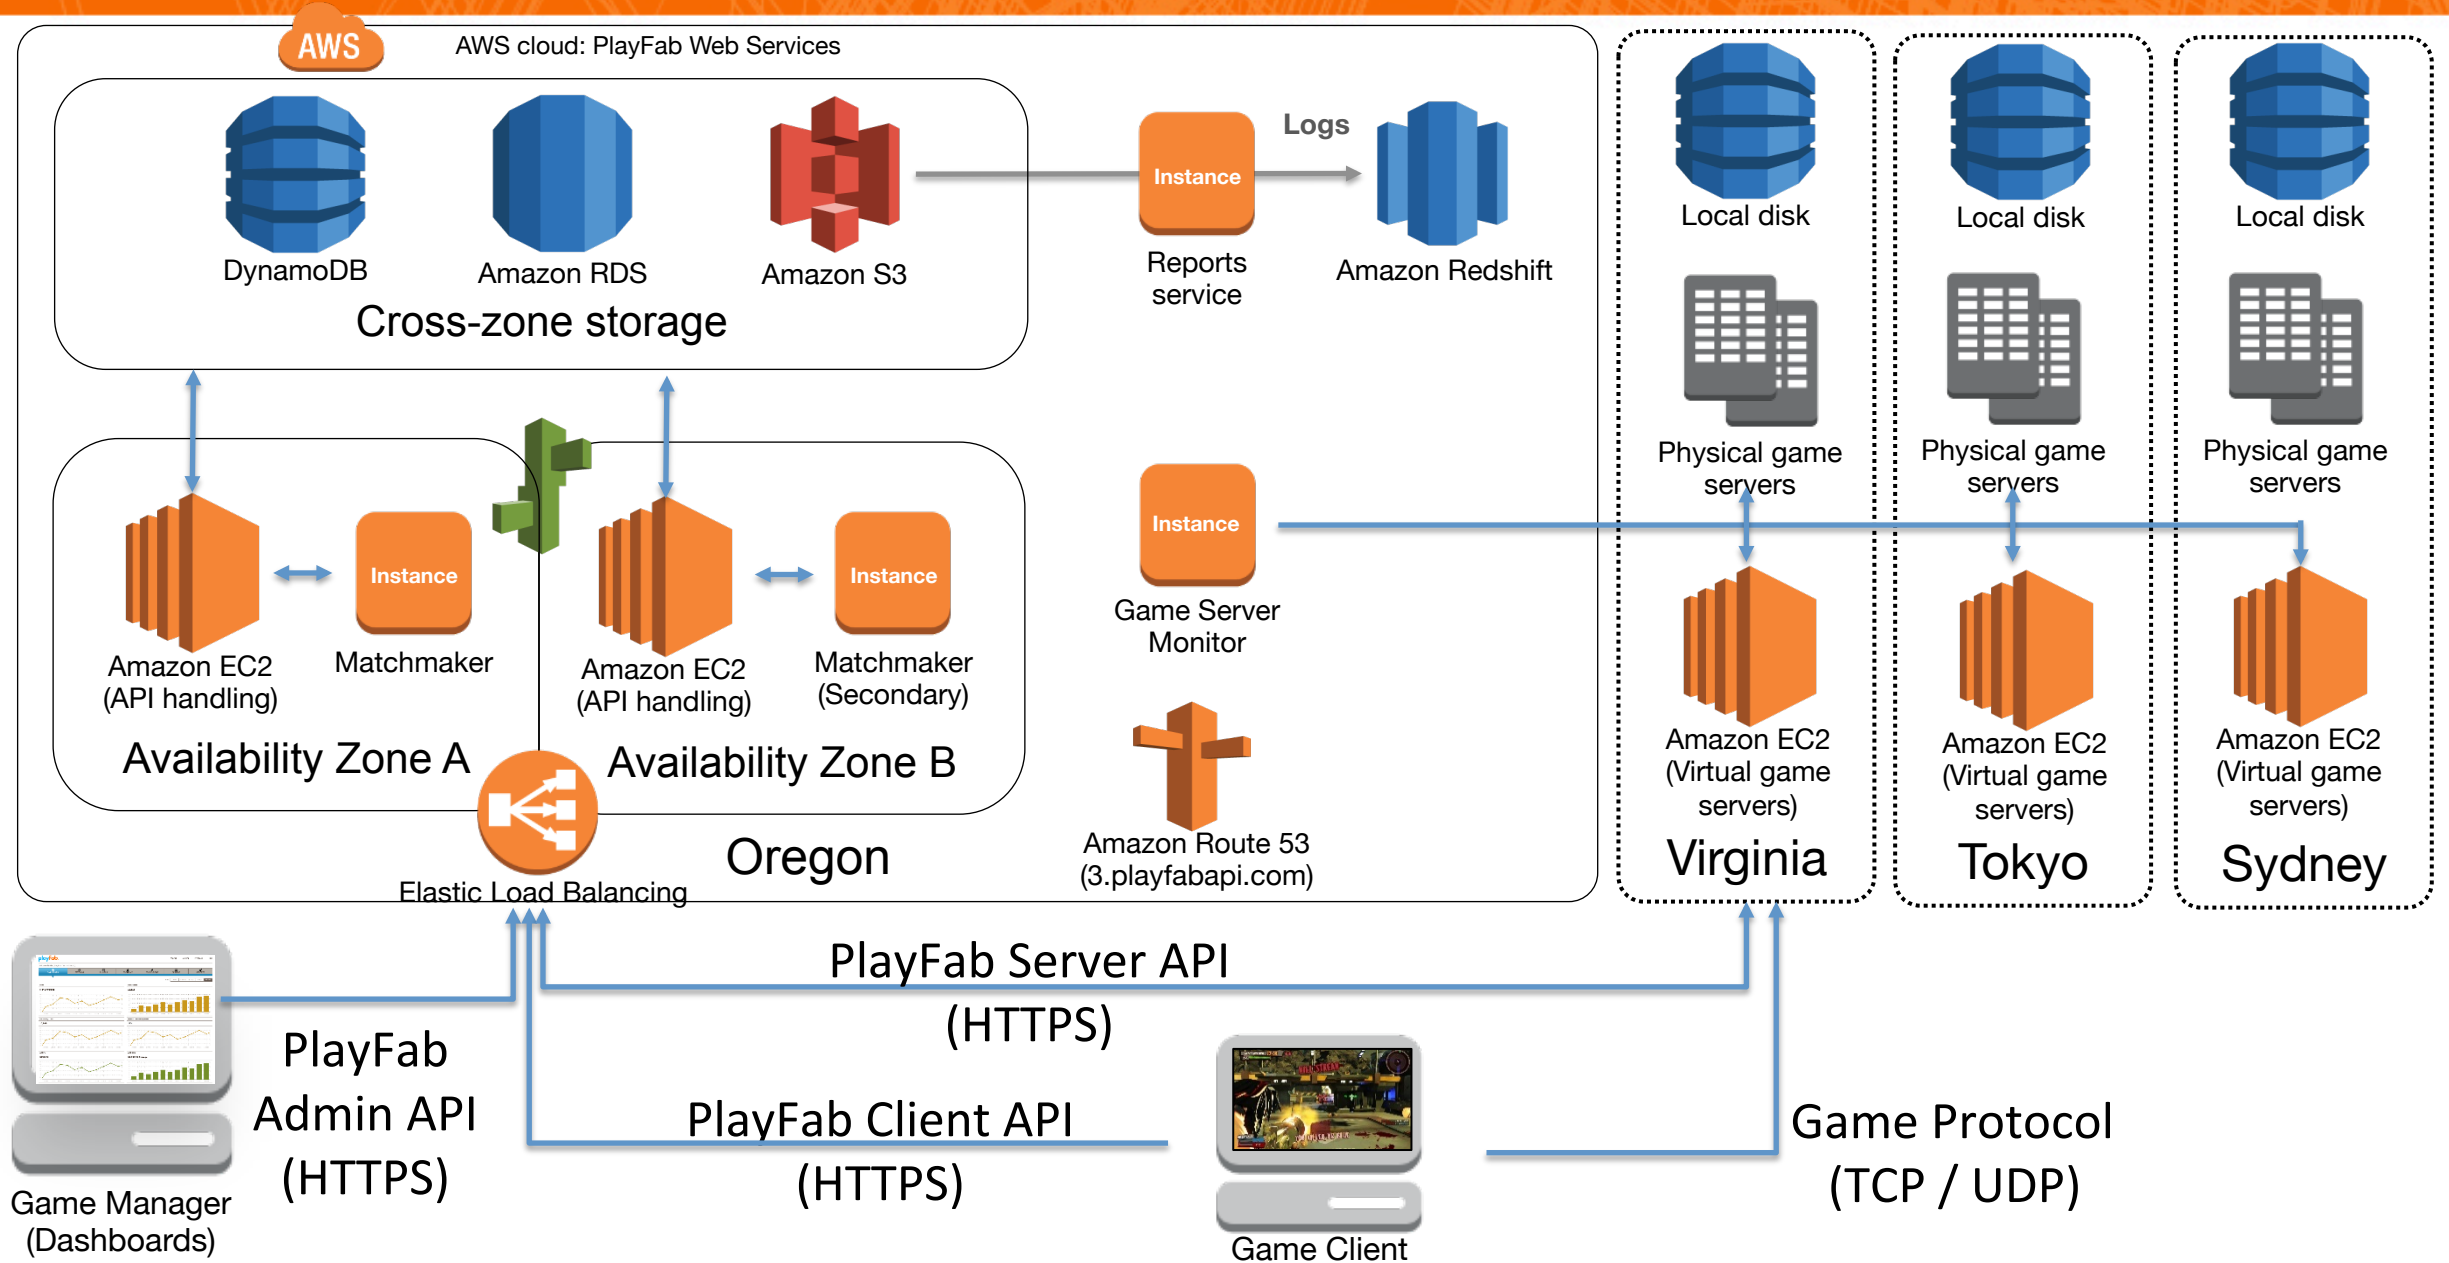 AWS
AWS cloud: PlayFab Web Services
DynamoDB
Amazon RDS
Amazon S3
Cross-zone storage
Instance
Reports
service
Logs
Amazon Redshift
Amazon EC2
(API handling)
Instance
Matchmaker
Availability Zone A
Amazon EC2
(API handling)
Instance
Matchmaker
(Secondary)
Availability Zone B
Instance
Game Server
Monitor
Amazon Route 53
(3.playfabapi.com)
Oregon
Elastic Load Balancing
Local disk
Physical game
servers
Amazon EC2
(Virtual game
servers)
Virginia
Local disk
Physical game
servers
Amazon EC2
(Virtual game
servers)
Tokyo
Local disk
Physical game
servers
Amazon EC2
(Virtual game
servers)
Sydney
playfab
PlayFab
Admin API
(HTTPS)
Game Manager
(Dashboards)
PlayFab Server API
(HTTPS)
PlayFab Client API
(HTTPS)
Game Client
Game Protocol
(TCP / UDP)